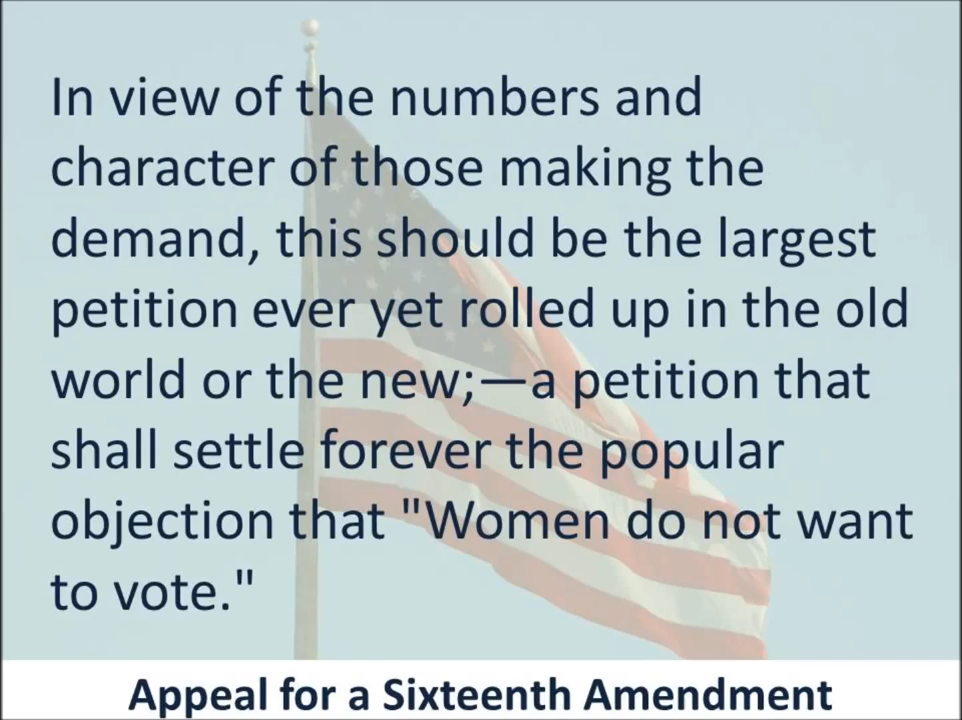 In view of the numbers and
character of those making the
demand, this should be the largest
petition ever yet rolled up in the old
world or the new;—a petition that
shall settle forever the popular
objection that "Women do not want
to vote."
Appeal for a Sixteenth Amendment